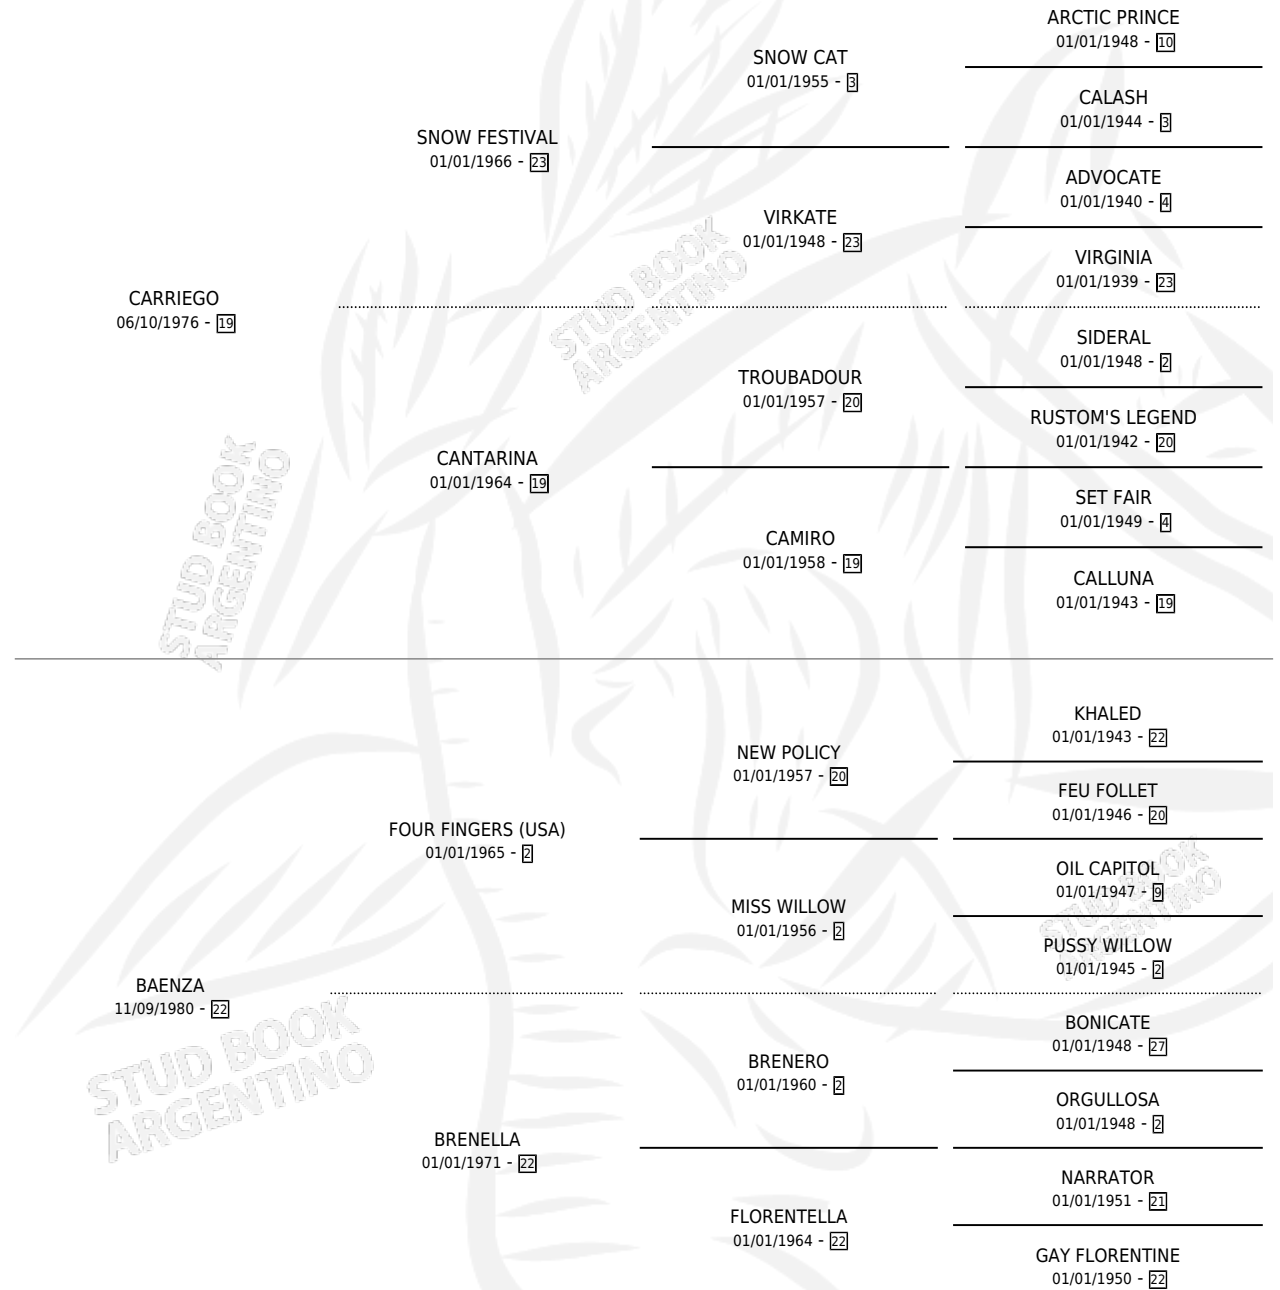 ARCTIC PRINCE
01/01/1948 - 10
SNOW CAT
01/01/1955 - 3
CALASH
01/01/1944 - 3
SNOW FESTIVAL
01/01/1966 - 23
ADVOCATE
01/01/1940 - 4
VIRKATE
01/01/1948 - 23
VIRGINIA
01/01/1939 - 23
CARRIEGO
06/10/1976 - 19
SIDERAL
01/01/1948 - 2
TROUBADOUR
01/01/1957 - 20
RUSTOM'S LEGEND
01/01/1942 - 20
CANTARINA
01/01/1964 - 19
SET FAIR
01/01/1949 - 4
CAMIRO
01/01/1958 - 19
CALLUNA
01/01/1943 - 19
KHALED
01/01/1943 - 22
NEW POLICY
01/01/1957 - 20
FEU FOLLET
01/01/1946 - 20
FOUR FINGERS (USA)
01/01/1965 - 2
OIL CAPITOL
01/01/1947 - 9
MISS WILLOW
01/01/1956 - 2
PUSSY WILLOW
01/01/1945 - 2
BAENZA
11/09/1980 - 22
BONICATE
01/01/1948 - 27
BRENERO
01/01/1960 - 2
ORGULLOSA
01/01/1948 - 2
BRENELLA
01/01/1971 - 22
NARRATOR
01/01/1951 - 21
FLORENTELLA
01/01/1964 - 22
GAY FLORENTINE
01/01/1950 - 22
STUD BOOK
ARGENTINO
STUD BOOK
ARGENTINO
STUD BOOK
ARGENTINO
STUD BOOK
ARGENTINO